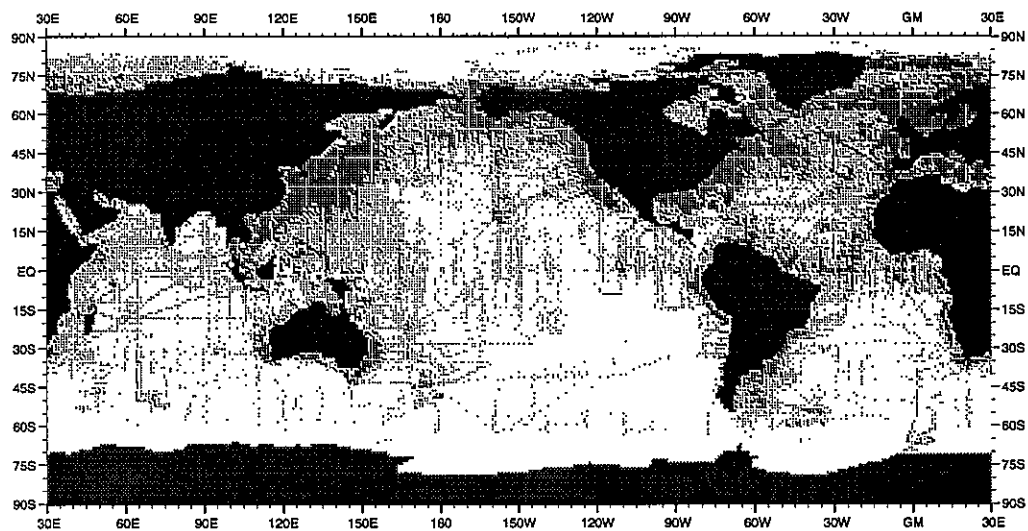 30E 60E 90E 120E 150E 180 150W 120W 90W 60W 30W GM 30E
90N 90N
75N 75N
60N 60N
45N 45N
30N 30N
15N 15N
EQ EQ
15S 15S
30S 30S
45S 45S
60S 60S
75S 75S
90S 90S
30E 60E 90E 120E 150E 180 150W 120W 90W 60W 30W GM 30E